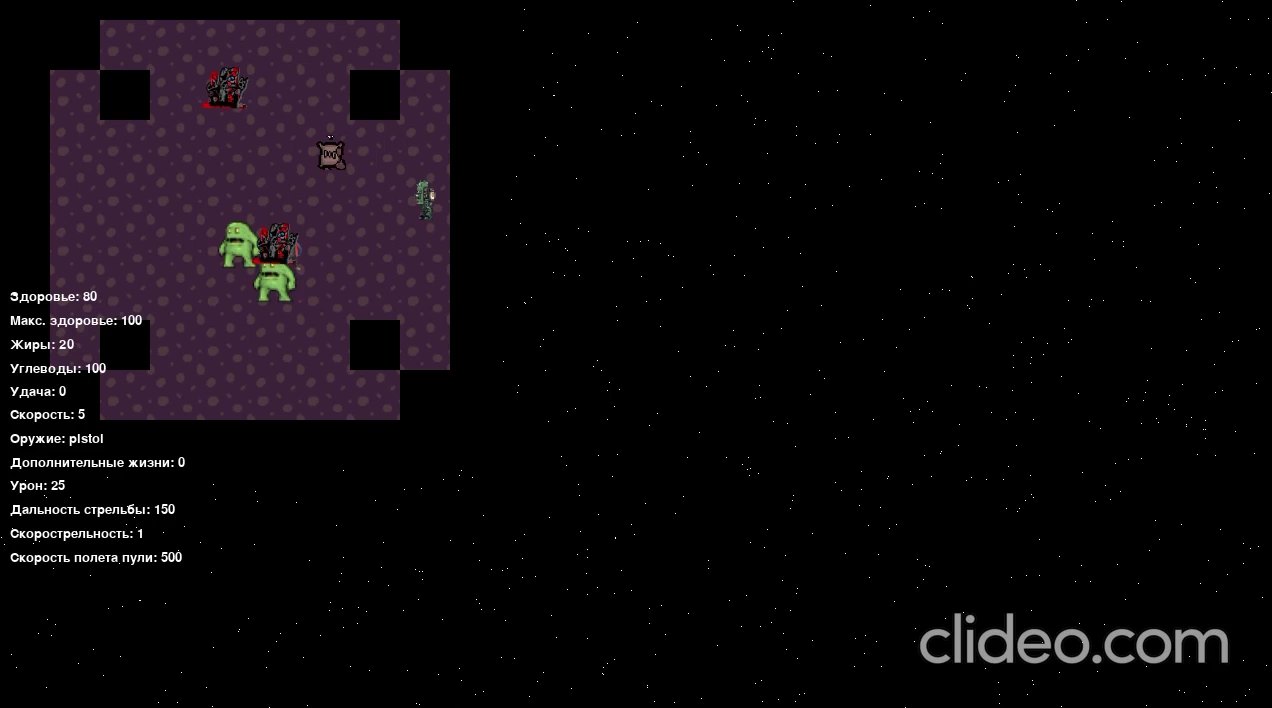 DOG
Здоровье: 80
Макс. здоровье: 100
Жиры: 20
Углеводы: 100
Удача: 0
Скорость: 5
Оружие: pistol
Дополнительные жизни: 0
Урон: 25
Дальность стрельбы: 150
Скорострельность: 1
Скорость полета пули: 500
clideo.com